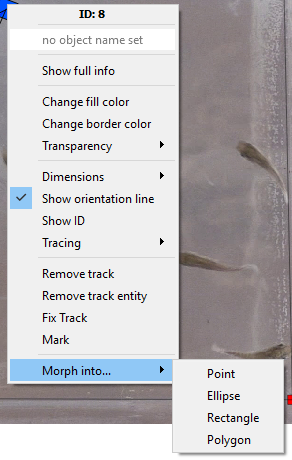 ID: 8
no object name set
Show full info
Change fill color
Change border color
Transparency
Dimensions
Show orientation line
Show ID
Tracing
Remove track
Remove track entity
Fix Track
Mark
Morph into...
Point
Ellipse
Rectangle
Polygon